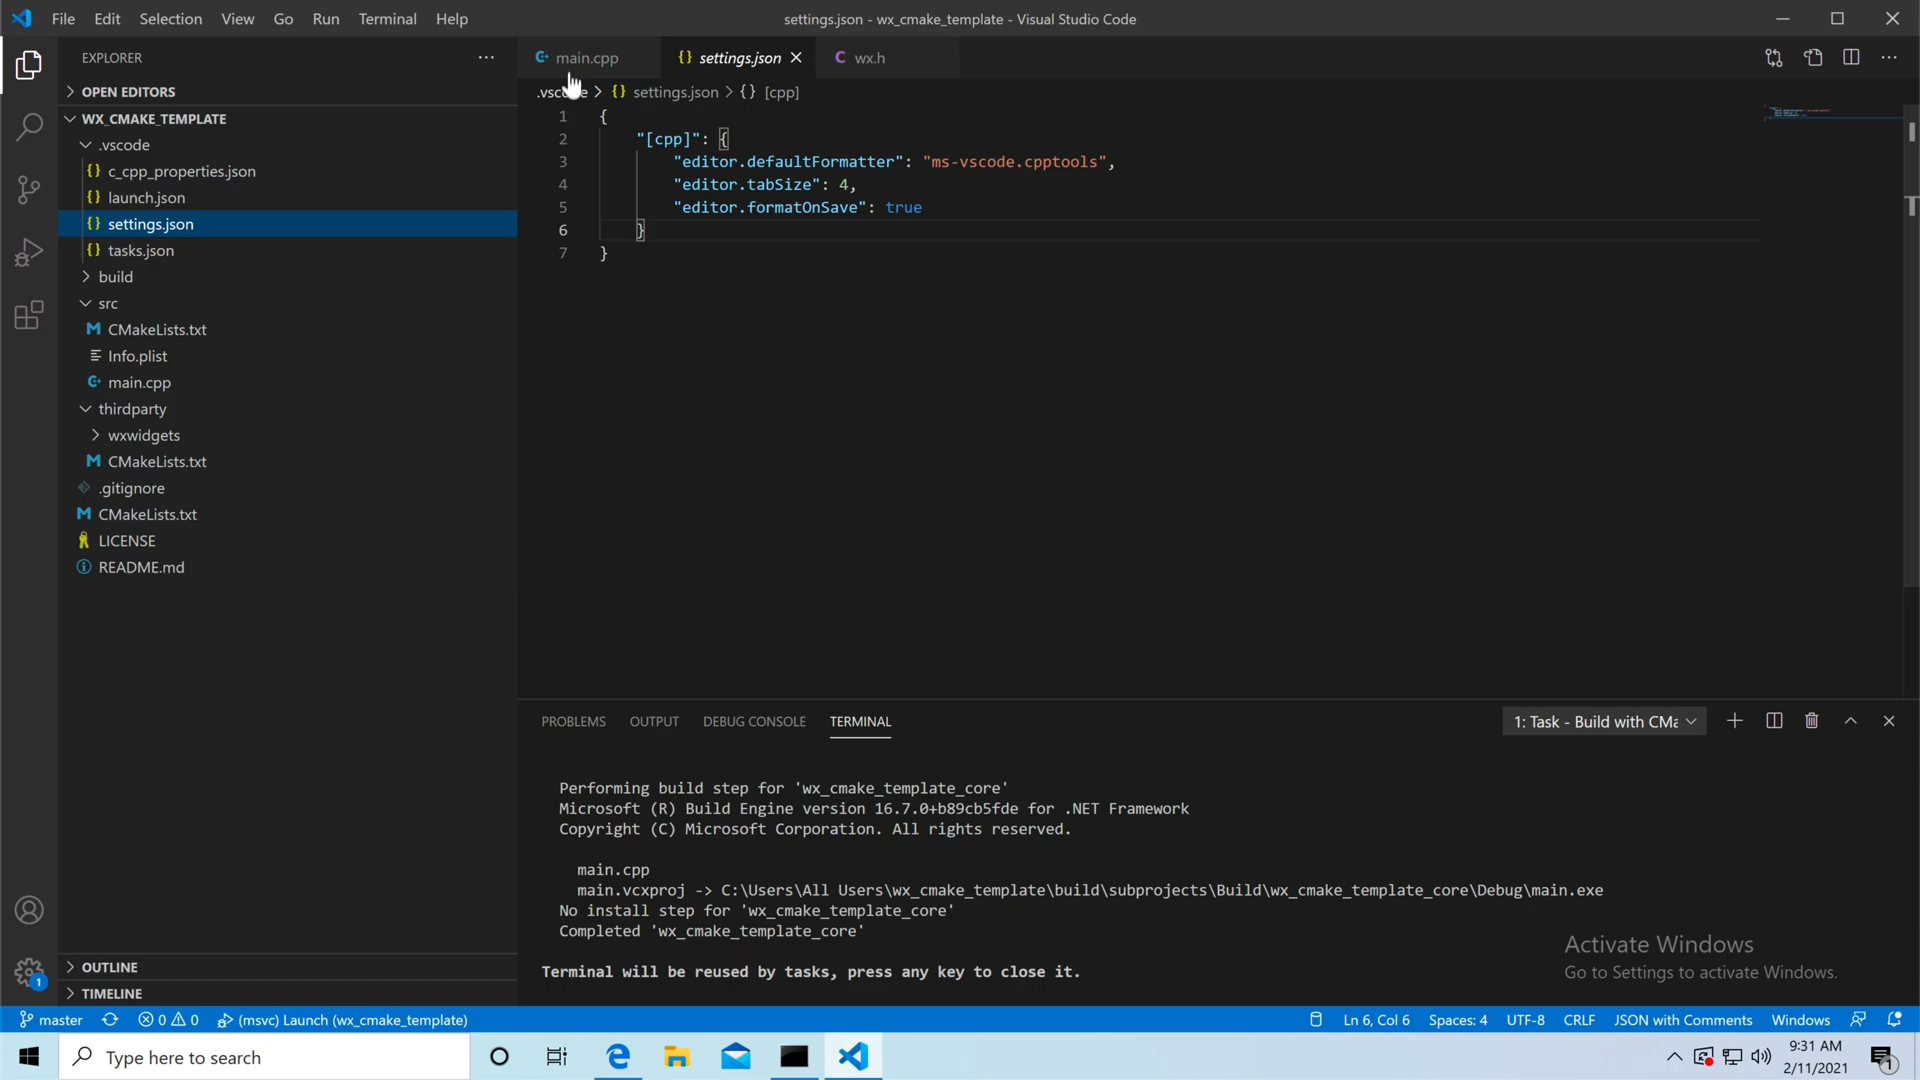 File Edit Selection View Go Run Terminal Help
settings.json - wx_cmake_template - Visual Studio Code
EXPLORER
main.cpp
settings.json
wx.h
OPEN EDITORS
.vscode > {} settings.json > {} [cpp]
WX_CMAKE_TEMPLATE
.vscode
{} c_cpp_properties.json
{} launch.json
{} settings.json
{} tasks.json
build
src
CMakeLists.txt
Info.plist
main.cpp
thirdparty
wxwidgets
CMakeLists.txt
.gitignore
CMakeLists.txt
LICENSE
README.md
OUTLINE
TIMELINE
1 {
2 "[cpp]": {
3 "editor.defaultFormatter": "ms-vscode.cpptools",
4 "editor.tabSize": 4,
5 "editor.formatOnSave": true
6 }
7 }
PROBLEMS OUTPUT DEBUG CONSOLE TERMINAL
1: Task - Build with CMa
Performing build step for 'wx_cmake_template_core'
Microsoft (R) Build Engine version 16.7.0+b89cb5fde for .NET Framework
Copyright (C) Microsoft Corporation. All rights reserved.
main.cpp
main.vcxproj -> C:\Users\All Users\wx_cmake_template\build\subprojects\Build\wx_cmake_template_core\Debug\main.exe
No install step for 'wx_cmake_template_core'
Completed 'wx_cmake_template_core'
Terminal will be reused by tasks, press any key to close it.
Activate Windows
Go to Settings to activate Windows.
1
master 0 0 (msvc) Launch (wx_cmake_template)
Ln 6, Col 6 Spaces: 4 UTF-8 CRLF JSON with Comments Windows
Type here to search
9:31 AM
2/11/2021
1